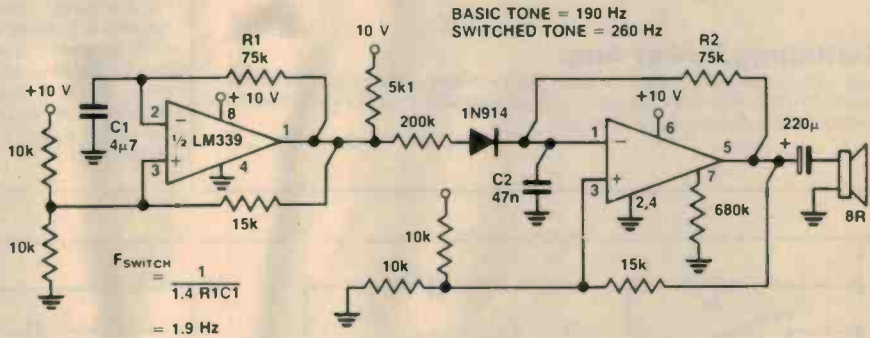 BASIC TONE = 190 Hz
SWITCHED TONE = 260 Hz
R1
75k
10 V
R2
75k
+10 V
+ 10 V
5k1
+10 V
C1
4μ7
2
8
−
½ LM339
1
200k
1N914
1
−
6
220μ
+
5
10k
3
+
4
C2
47n
3
+
7
2,4
8R
10k
15k
10k
680k
10k
15k
FSWITCH
= 1
1.4 R1C1
= 1.9 Hz